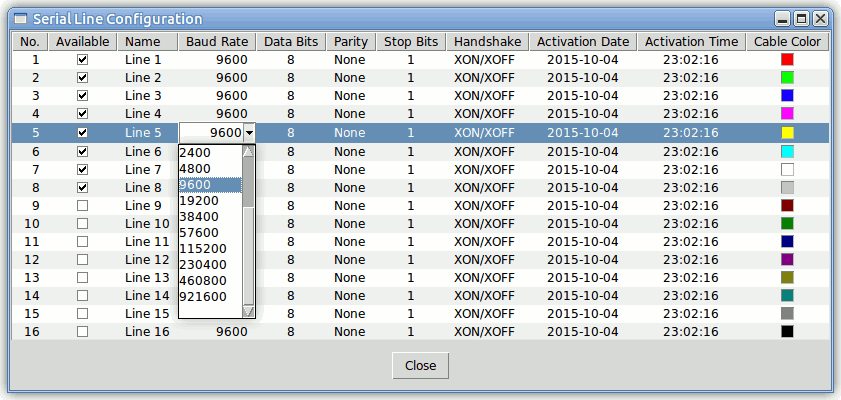 Serial Line Configuration
No. Available Name Baud Rate Data Bits Parity Stop Bits Handshake Activation Date Activation Time Cable Color
1 Line 1 9600 8 None 1 XON/XOFF 2015-10-04 23:02:16
2 Line 2 9600 8 None 1 XON/XOFF 2015-10-04 23:02:16
3 Line 3 9600 8 None 1 XON/XOFF 2015-10-04 23:02:16
4 Line 4 9600 8 None 1 XON/XOFF 2015-10-04 23:02:16
5 Line 5 9600 8 None 1 XON/XOFF 2015-10-04 23:02:16
6 Line 6 2400 8 None 1 XON/XOFF 2015-10-04 23:02:16
4800
7 Line 7 8 None 1 XON/XOFF 2015-10-04 23:02:16
8 Line 8 9600 8 None 1 XON/XOFF 2015-10-04 23:02:16
9 Line 9 19200 8 None 1 XON/XOFF 2015-10-04 23:02:16
10 Line 10 38400 8 None 1 XON/XOFF 2015-10-04 23:02:16
11 Line 11 57600 8 None 1 XON/XOFF 2015-10-04 23:02:16
115200
12 Line 12 230400 8 None 1 XON/XOFF 2015-10-04 23:02:16
13 Line 13 460800 8 None 1 XON/XOFF 2015-10-04 23:02:16
14 Line 14 921600 8 None 1 XON/XOFF 2015-10-04 23:02:16
15 Line 15 8 None 1 XON/XOFF 2015-10-04 23:02:16
16 Line 16 9600 8 None 1 XON/XOFF 2015-10-04 23:02:16
Close